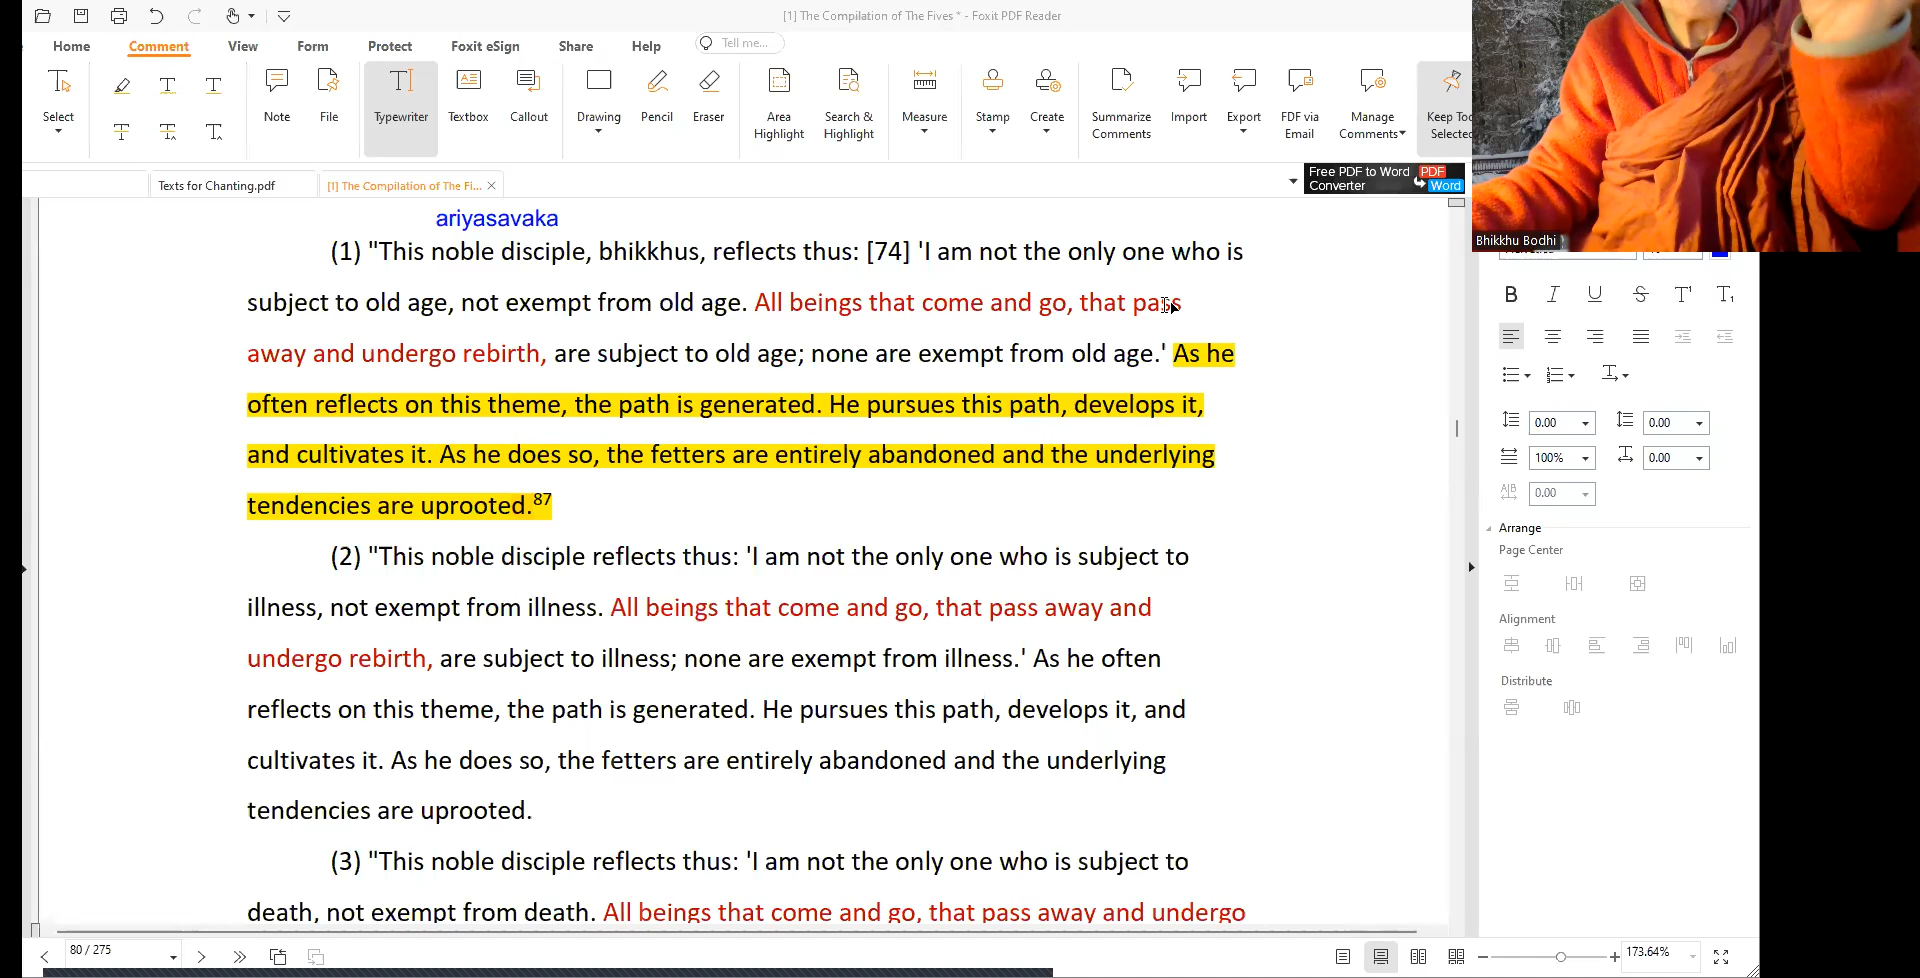 [1] The Compilation of The Fives * - Foxit PDF Reader
Home Comment View Form Protect Foxit eSign Share Help Tell me...
Select Note File Typewriter Textbox Callout Drawing Pencil Eraser Area Highlight Search & Highlight Measure Stamp Create Summarize Comments Import Export FDF via Email Manage Comments Keep Selected
Texts for Chanting.pdf [1] The Compilation of The Fi...
Free PDF to Word Converter PDF Word
Bhikkhu Bodhi
ariyasavaka
(1) "This noble disciple, bhikkhus, reflects thus: [74] 'I am not the only one who is
subject to old age, not exempt from old age. All beings that come and go, that pass
away and undergo rebirth, are subject to old age; none are exempt from old age.' As he
often reflects on this theme, the path is generated. He pursues this path, develops it,
and cultivates it. As he does so, the fetters are entirely abandoned and the underlying
tendencies are uprooted.87
(2) "This noble disciple reflects thus: 'I am not the only one who is subject to
illness, not exempt from illness. All beings that come and go, that pass away and
undergo rebirth, are subject to illness; none are exempt from illness.' As he often
reflects on this theme, the path is generated. He pursues this path, develops it, and
cultivates it. As he does so, the fetters are entirely abandoned and the underlying
tendencies are uprooted.
(3) "This noble disciple reflects thus: 'I am not the only one who is subject to
death, not exempt from death. All beings that come and go, that pass away and undergo
0.00 0.00
100% 0.00
0.00
Arrange
Page Center
Alignment
Distribute
80 / 275
173.64%